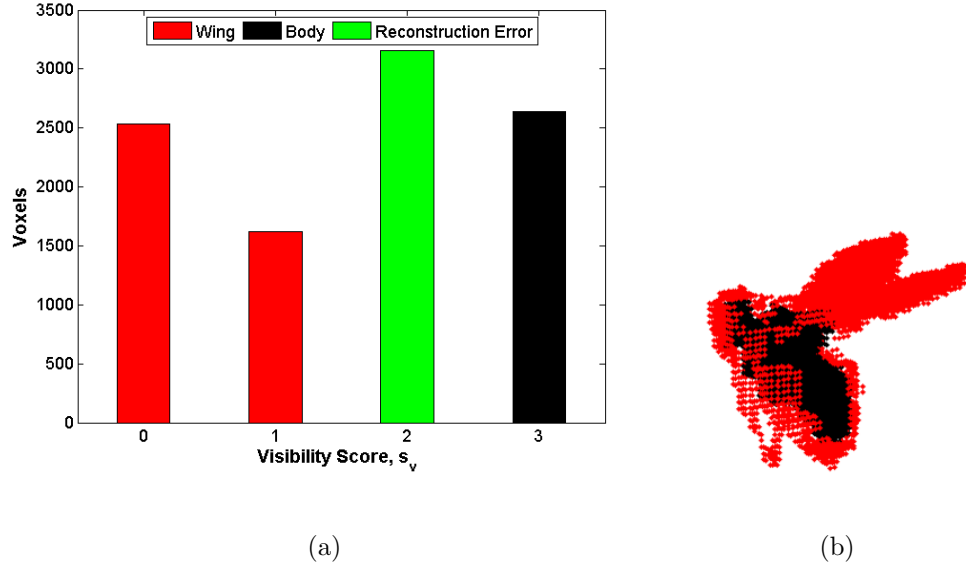 3500
Wing Body Reconstruction Error
3000
2500
2000
1500
1000
500
0
Voxels
0 1 2 3
Visibility Score, s_v
(a) (b)